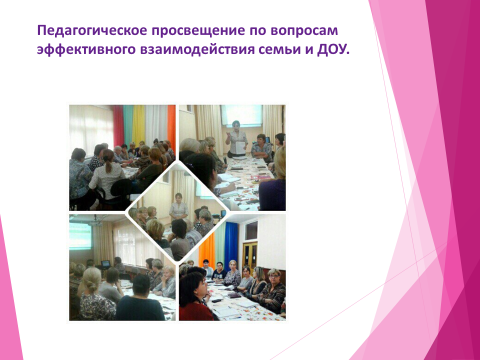 Педагогическое просвещение по вопросам
эффективного взаимодействия семьи и ДОУ.